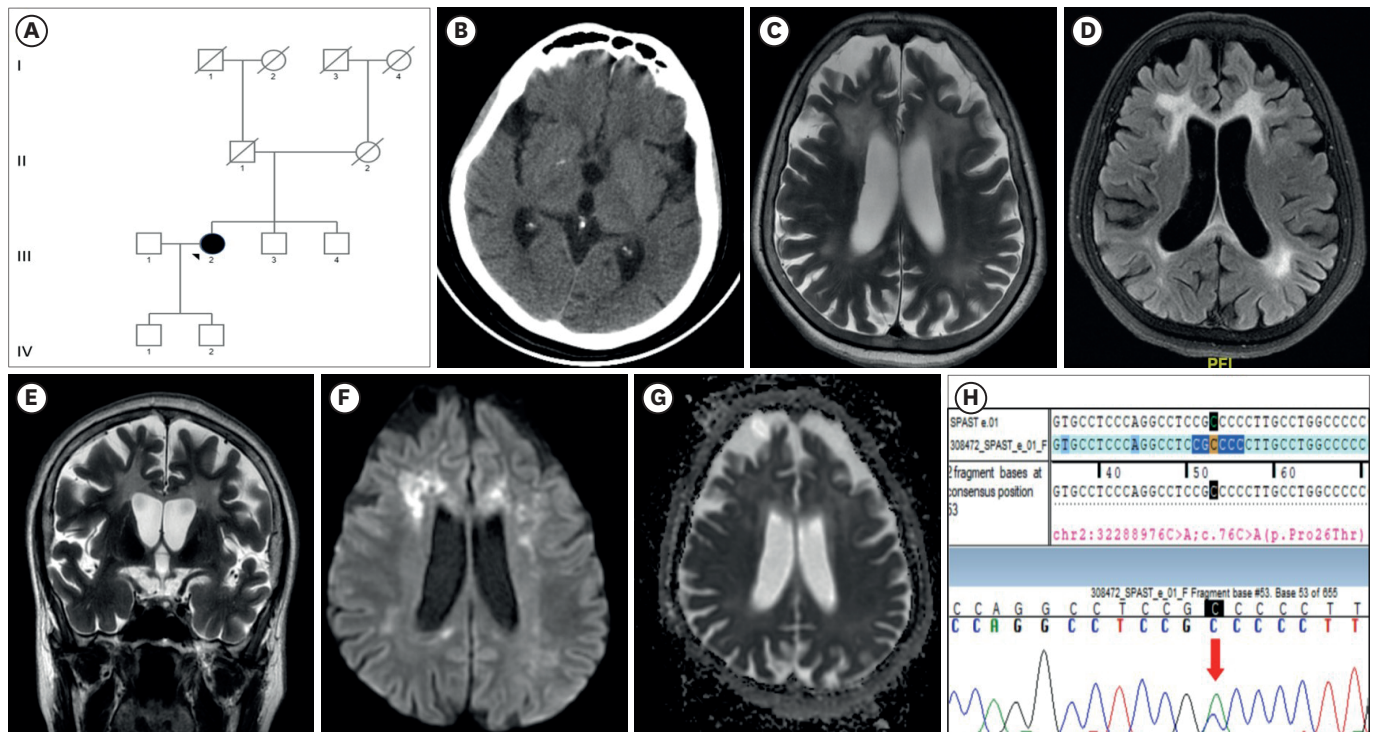 A
I
1
2
3
4
II
1
2
III
1
2
3
4
IV
1
2
B
C
D
E
F
G
H
SPAST e.01
GTGCCTCCCAGGCCTCCGCCCCCTTGCCTGGCCCCC
308472_SPAST_e_01_F
GTGCCTCCCAGGCCTCCGCCCCCTTGCCTGGCCCCC
2 fragment bases at
consensus position
53
40
50
60
GTGCCTCCCAGGCCTCCGCCCCCTTGCCTGGCCCCC
chr2:32288976C>A;c.76C>A(p.Pro26Thr)
308472_SPAST_e_01_F Fragment base #53. Base 53 of 655
C C A G G C C T C C G C C C C C T T
C C A G G C C T C C G C C C C C T T